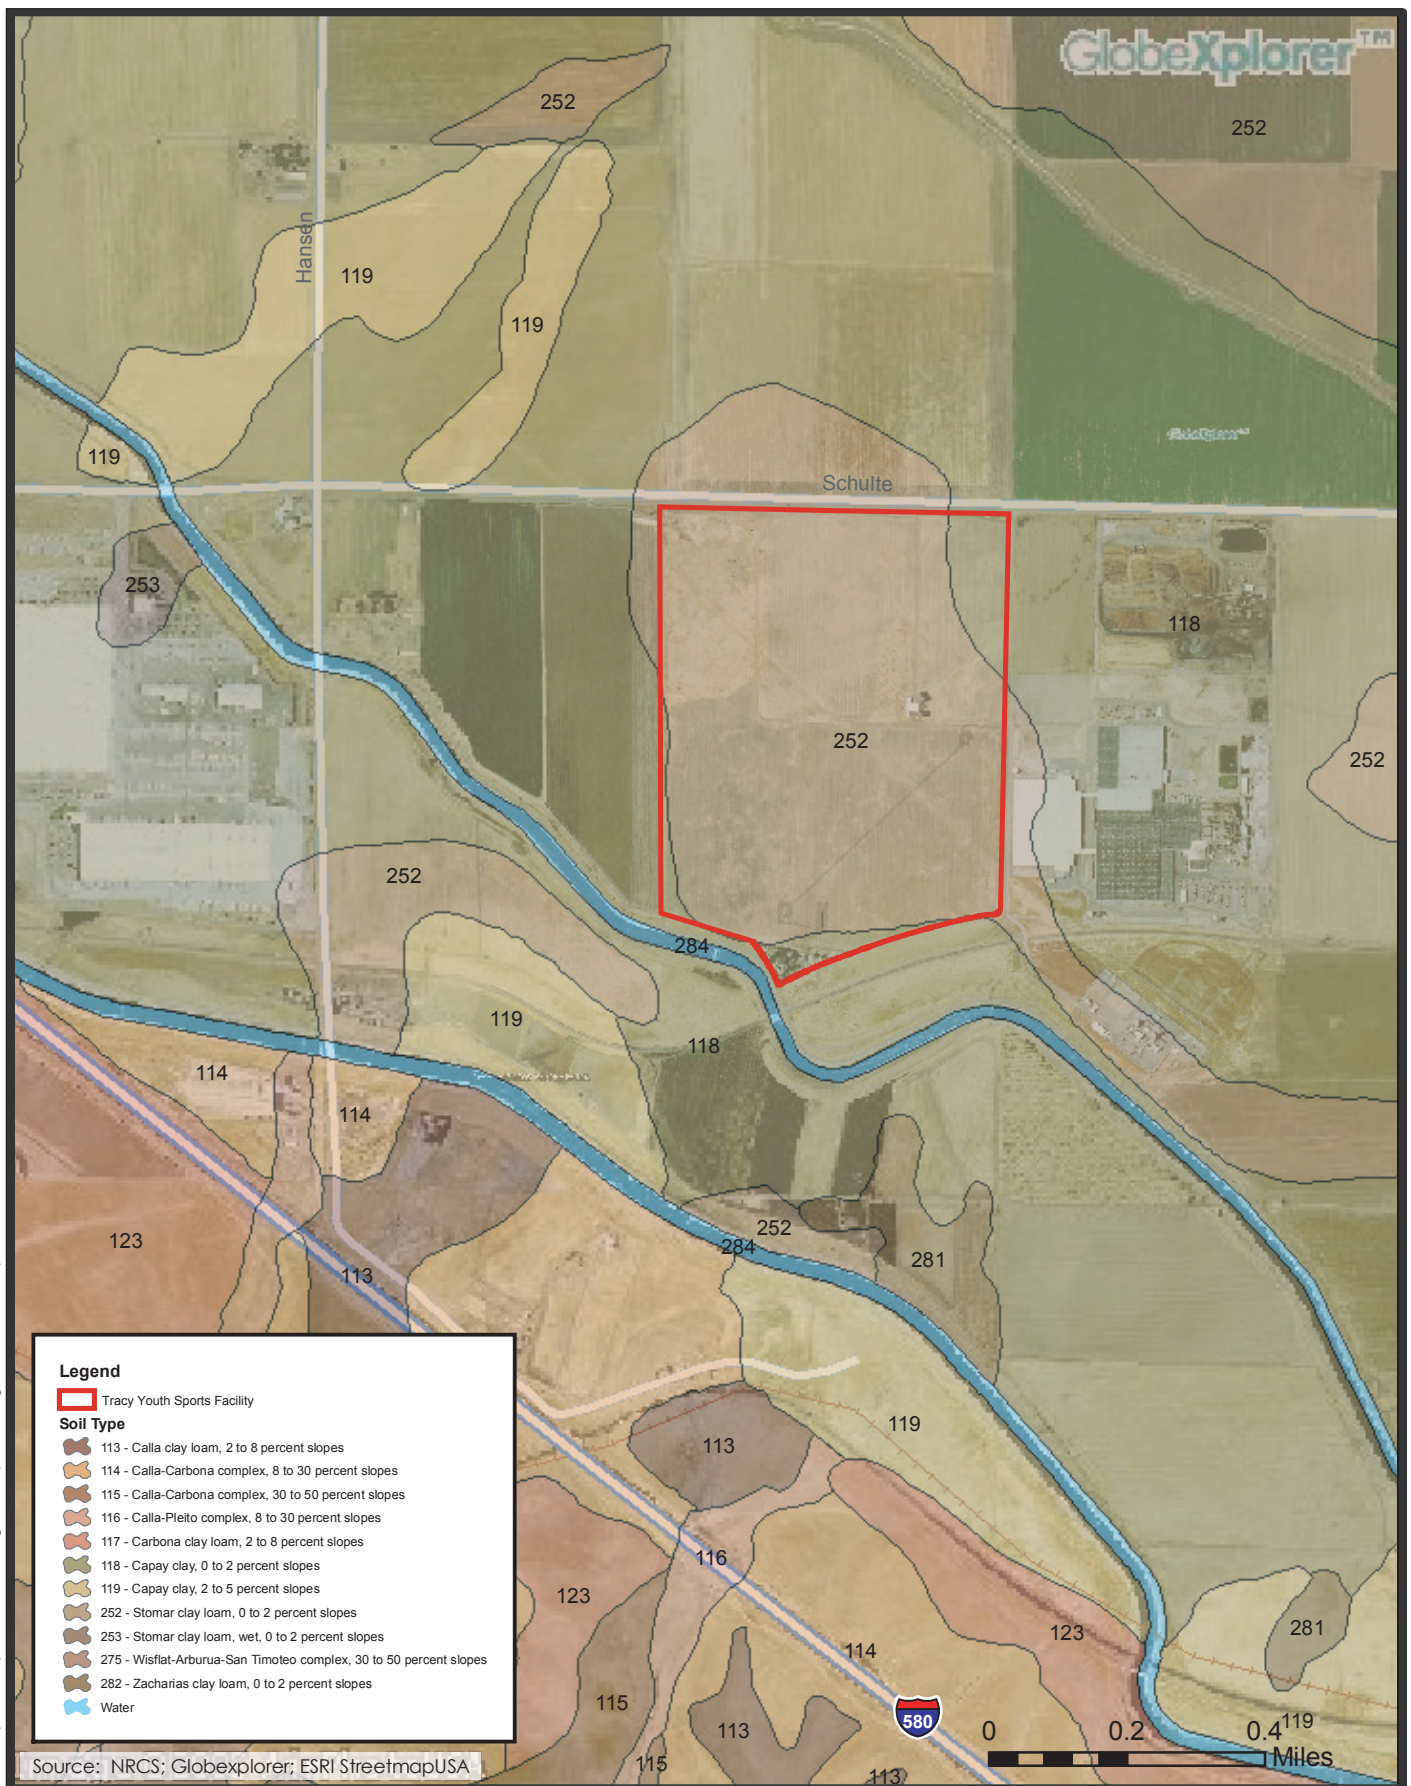 GlobeXplorer™
252
252
Hansen
119
119
GlobeXplorer
119
Schulte
253
118
252
252
252
284
119
118
114
114
252
284
281
123
113
119
113
116
123
123
281
114
115
113
115
113
119
580
0 0.2 0.4
Miles
Legend
Tracy Youth Sports Facility
Soil Type
113 - Calla clay loam, 2 to 8 percent slopes
114 - Calla-Carbona complex, 8 to 30 percent slopes
115 - Calla-Carbona complex, 30 to 50 percent slopes
116 - Calla-Pleito complex, 8 to 30 percent slopes
117 - Carbona clay loam, 2 to 8 percent slopes
118 - Capay clay, 0 to 2 percent slopes
119 - Capay clay, 2 to 5 percent slopes
252 - Stomar clay loam, 0 to 2 percent slopes
253 - Stomar clay loam, wet, 0 to 2 percent slopes
275 - Wisflat-Arburua-San Timoteo complex, 30 to 50 percent slopes
282 - Zacharias clay loam, 0 to 2 percent slopes
Water
Source: NRCS; Globexplorer; ESRI StreetmapUSA